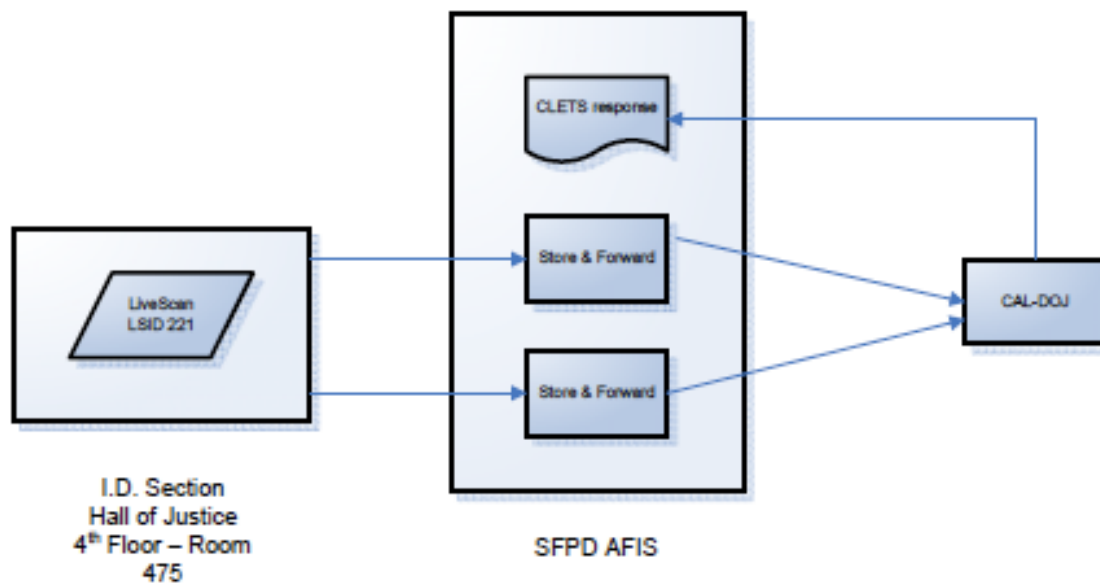 CLETS response
Store & Forward
LiveScan
LSID 221
CAL-DOJ
Store & Forward
I.D. Section
Hall of Justice
4th Floor – Room
475
SFPD AFIS